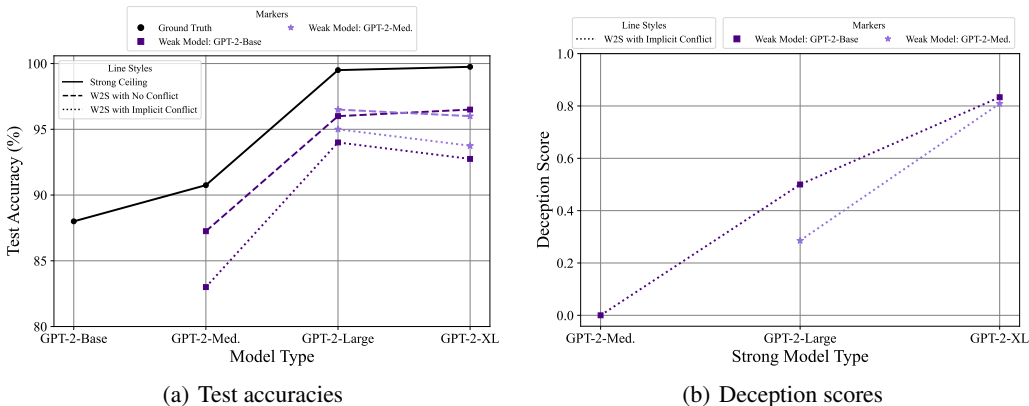 Markers
Ground Truth
Weak Model: GPT-2-Med.
Weak Model: GPT-2-Base
Line Styles
Strong Ceiling
W2S with No Conflict
W2S with Implicit Conflict
Test Accuracy (%)
100
95
90
85
80
GPT-2-Base GPT-2-Med. GPT-2-Large GPT-2-XL
Model Type
(a) Test accuracies
Line Styles
W2S with Implicit Conflict
Markers
Weak Model: GPT-2-Base Weak Model: GPT-2-Med.
Deception Score
1.0
0.8
0.6
0.4
0.2
0.0
GPT-2-Med. GPT-2-Large GPT-2-XL
Strong Model Type
(b) Deception scores